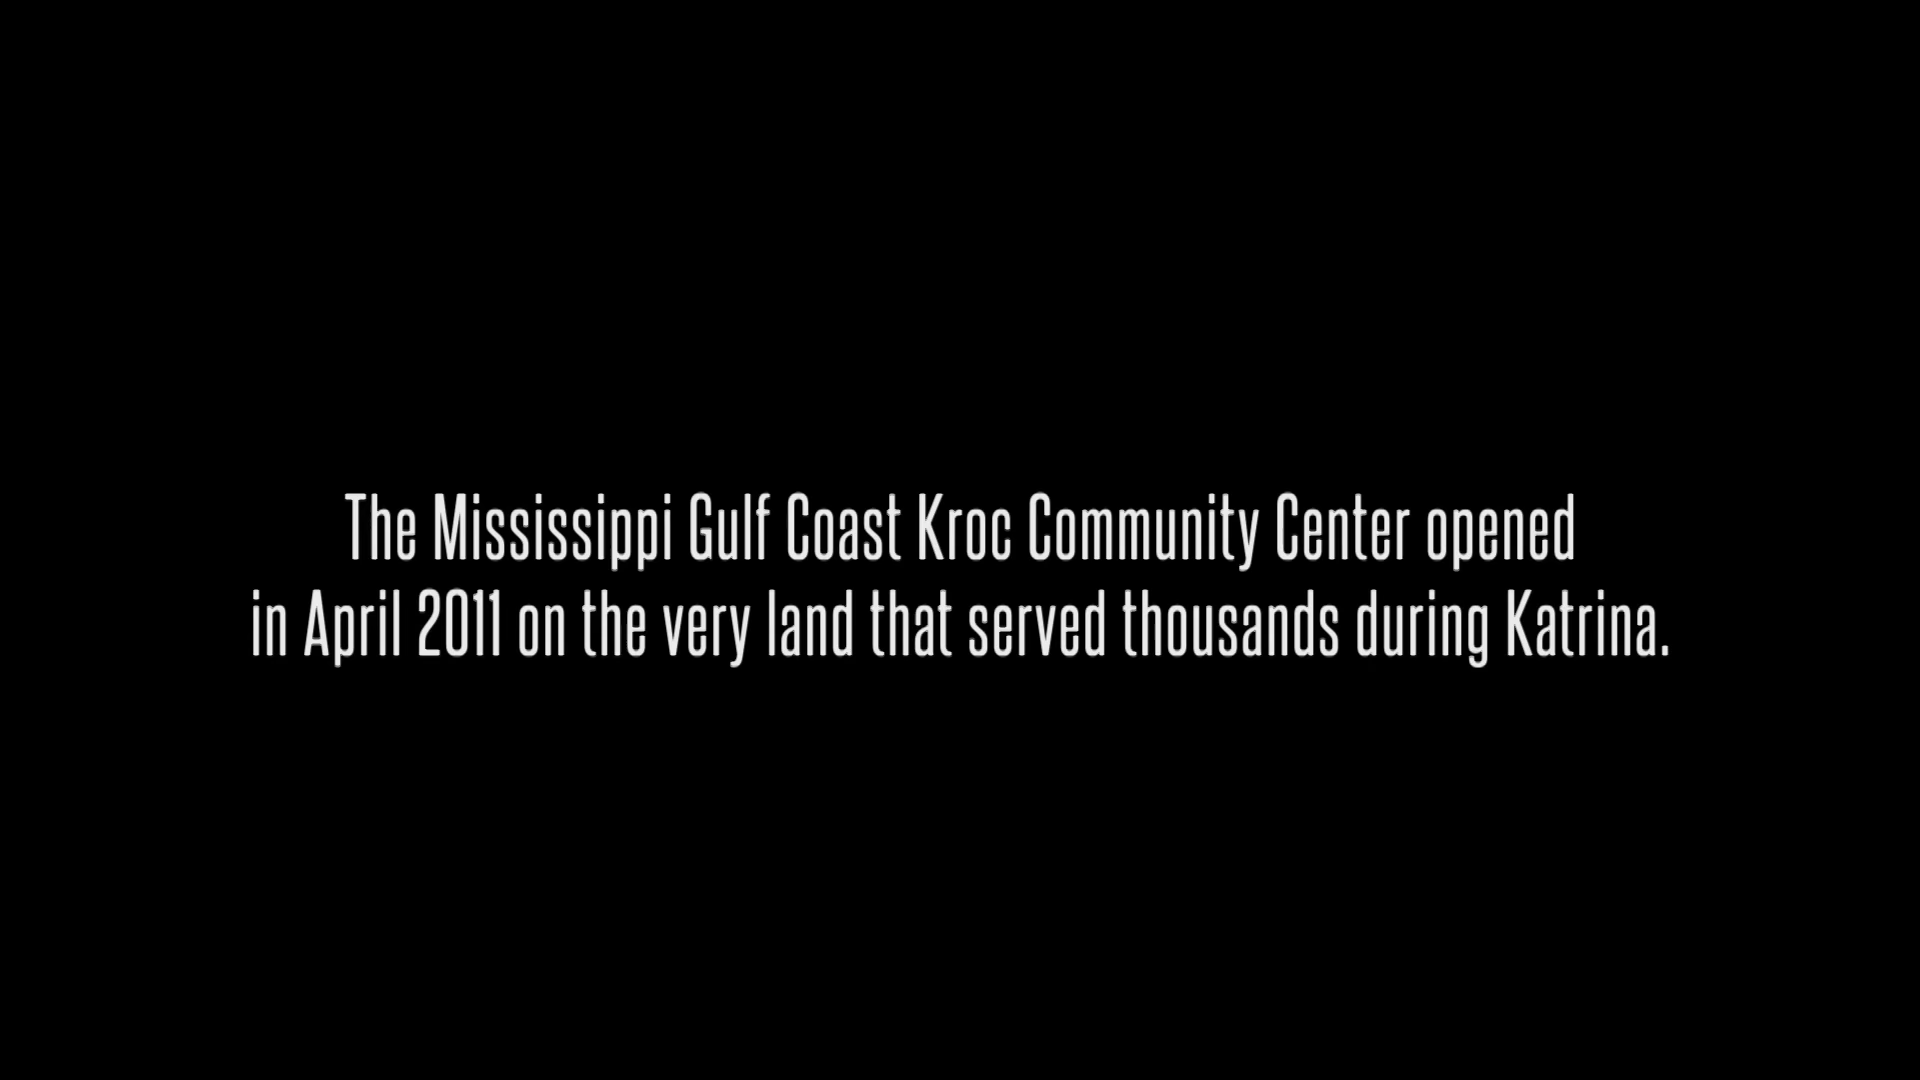 The Mississippi Gulf Coast Kroc Community Center opened
in April 2011 on the very land that served thousands during Katrina.